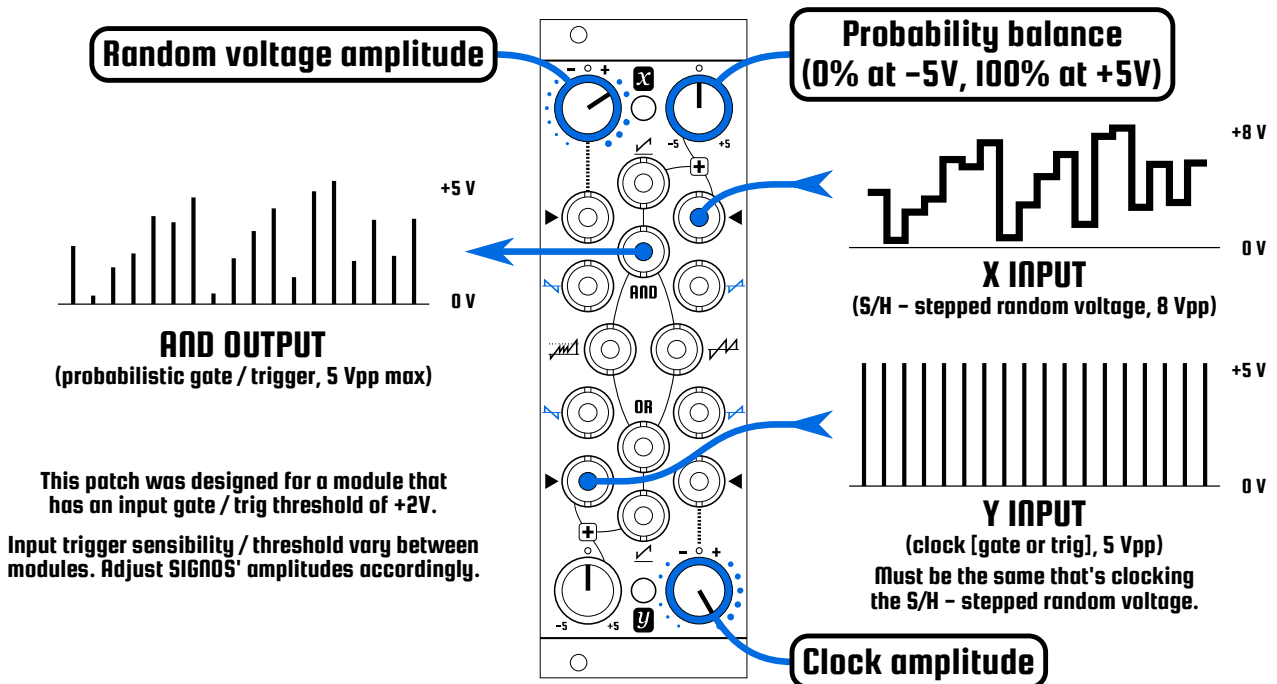 Random voltage amplitude
Probability balance
(0% at -5V, 100% at +5V)
- +
x
-5 +5
+
+8 V
0 V
X INPUT
(S/H - stepped random voltage, 8 Vpp)
+5 V
0 V
AND OUTPUT
(probabilistic gate / trigger, 5 Vpp max)
AND
OR
+5 V
0 V
Y INPUT
(clock [gate or trig], 5 Vpp)
Must be the same that's clocking
the S/H - stepped random voltage.
This patch was designed for a module that
has an input gate / trig threshold of +2V.
Input trigger sensibility / threshold vary between
modules. Adjust SIGNOS' amplitudes accordingly.
+
- +
-5 +5
y
Clock amplitude